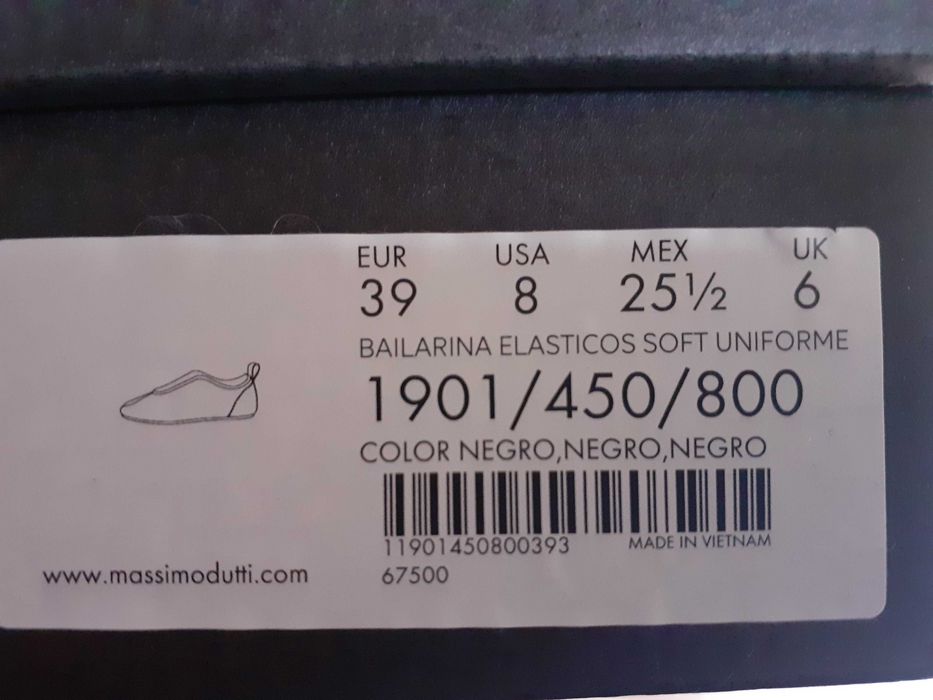 EUR USA MEX UK
39 8 25½ 6
BAILARINA ELASTICOS SOFT UNIFORME
1901/450/800
COLOR NEGRO,NEGRO,NEGRO
11901450800393 MADE IN VIETNAM
www.massimodutti.com 67500